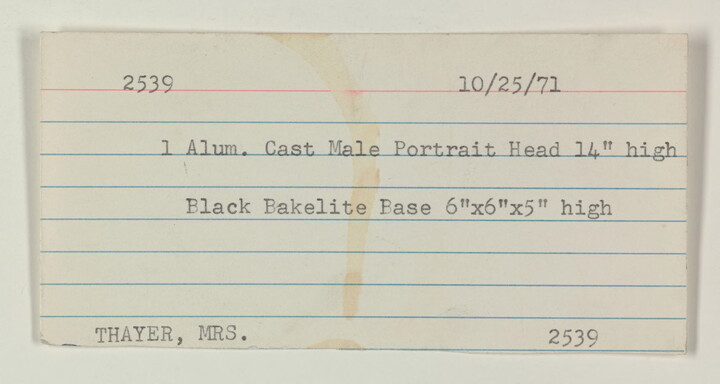 2539 10/25/71
1 Alum. Cast Male Portrait Head 14" high
Black Bakelite Base 6"x6"x5" high
THAYER, MRS. 2539